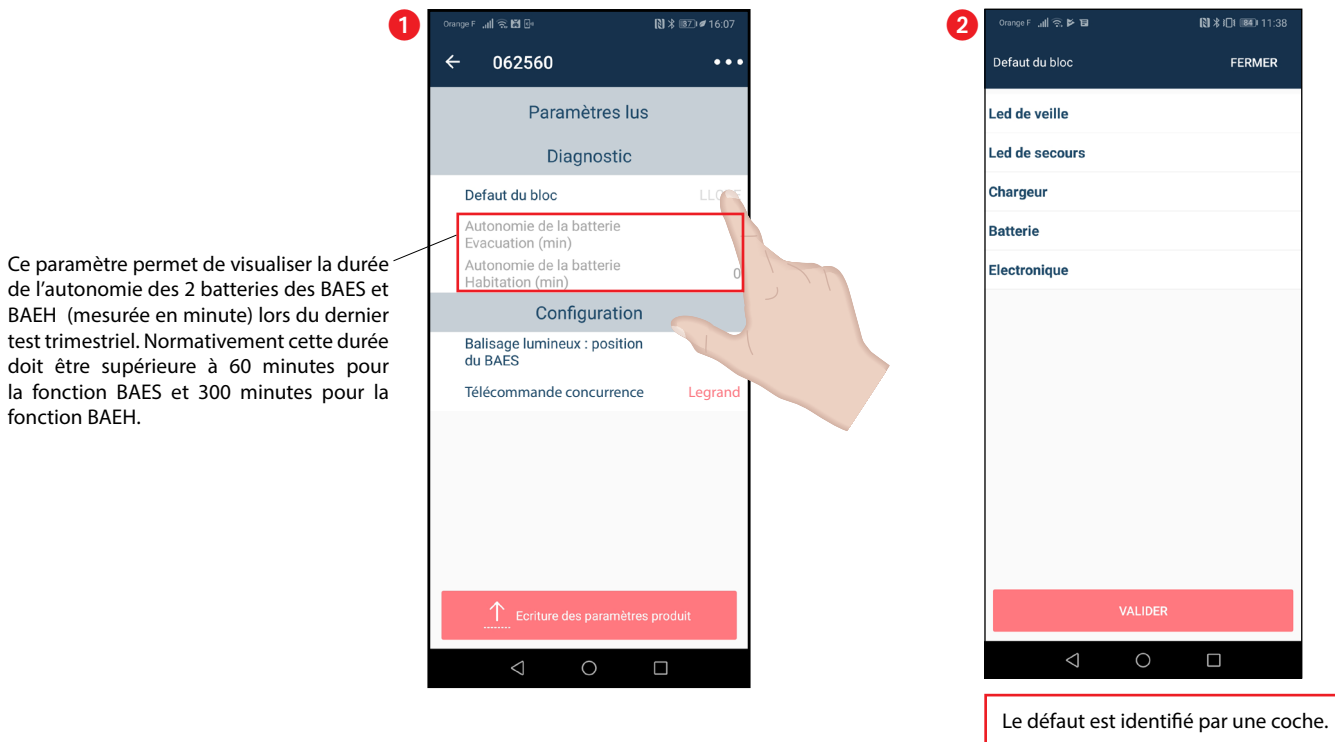 1
Orange F 87 16:07
062560
Paramètres lus
Diagnostic
Defaut du bloc
Autonomie de la batterie
Evacuation (min)
Autonomie de la batterie
Habitation (min) 0
Configuration
Balisage lumineux : position
du BAES
Télécommande concurrence Legrand
Ecriture des paramètres produit
Ce paramètre permet de visualiser la durée
de l'autonomie des 2 batteries des BAES et
BAEH (mesurée en minute) lors du dernier
test trimestriel. Normativement cette durée
doit être supérieure à 60 minutes pour
la fonction BAES et 300 minutes pour la
fonction BAEH.
2
Orange F 84 11:38
Defaut du bloc FERMER
Led de veille
Led de secours
Chargeur
Batterie
Electronique
VALIDER
Le défaut est identifié par une coche.